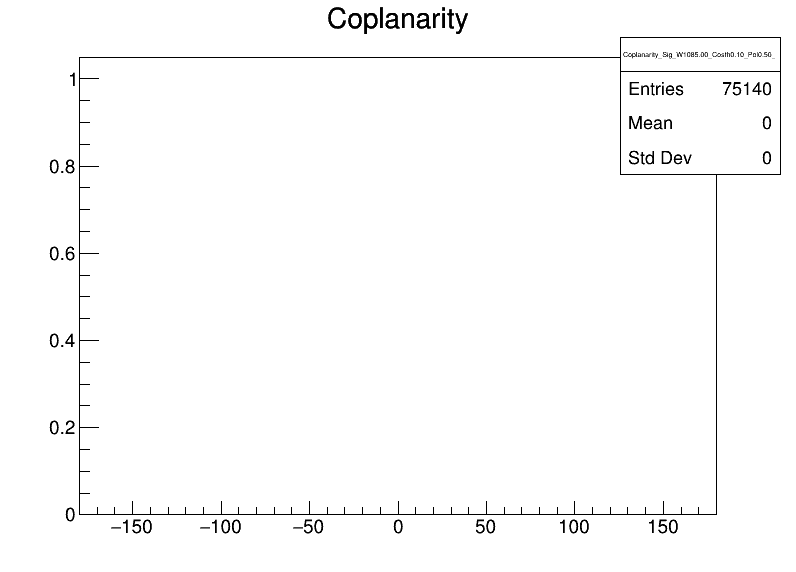 Coplanarity
Coplanarity_Sig_W1085.00_Costh0.10_Pol0.50_
Entries 75140
Mean 0
Std Dev 0
1
0.8
0.6
0.4
0.2
0
−150 −100 −50 0 50 100 150